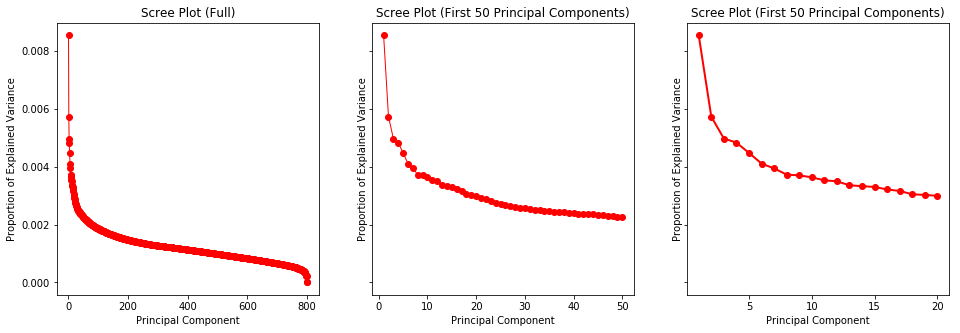 Scree Plot (Full)
Proportion of Explained Variance
0.008
0.006
0.004
0.002
0.000
0 200 400 600 800
Principal Component
Scree Plot (First 50 Principal Components)
Proportion of Explained Variance
0 10 20 30 40 50
Principal Component
Scree Plot (First 50 Principal Components)
Proportion of Explained Variance
5 10 15 20
Principal Component